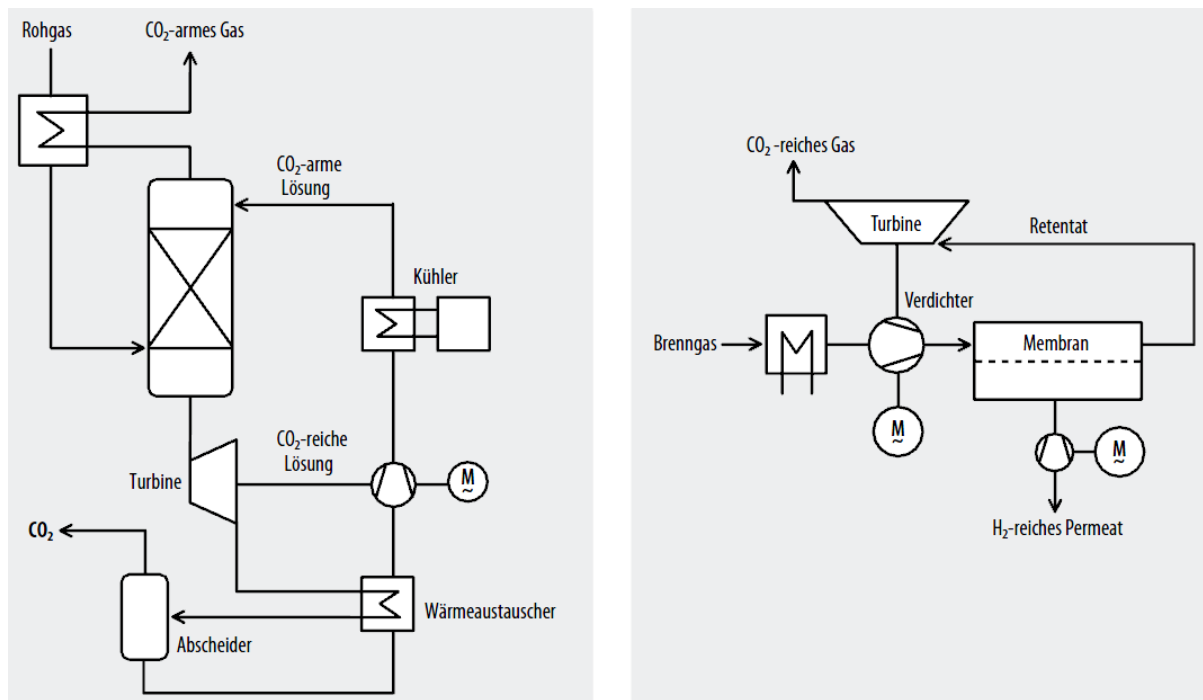 Rohgas
CO₂-armes Gas
CO₂-arme
Lösung
Kühler
CO₂-reiche
Lösung
Turbine
M
~
CO₂
Abscheider
Wärmeaustauscher
CO₂ -reiches Gas
Turbine
Retentat
Verdichter
Brenngas
Membran
M
~
M
~
H₂-reiches Permeat